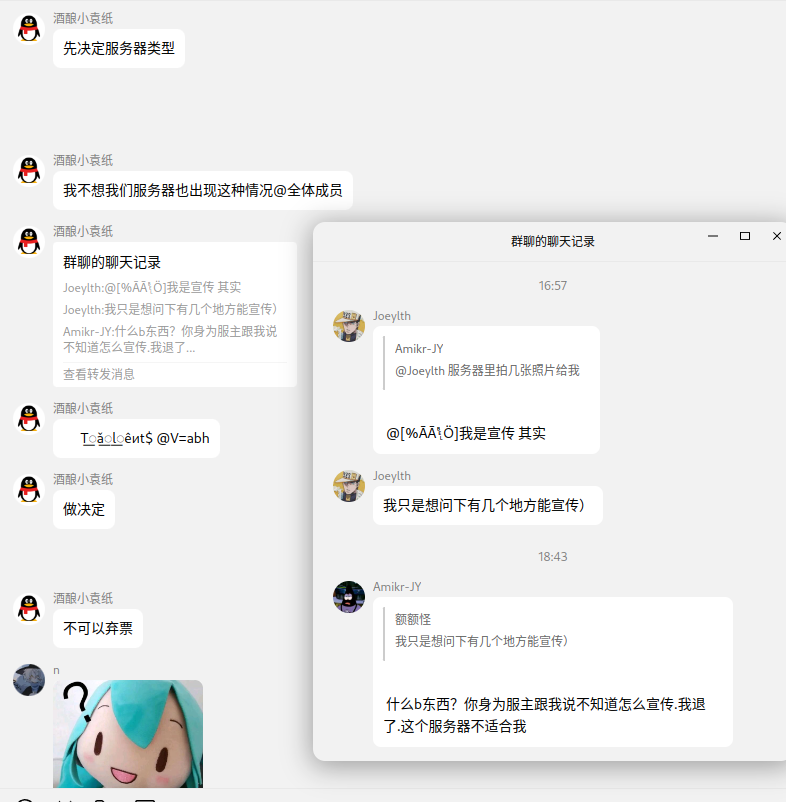 酒酿小袁纸
先决定服务器类型
酒酿小袁纸
我不想我们服务器也出现这种情况@全体成员
酒酿小袁纸
群聊的聊天记录
Joeylth:@[%ĀĀ¹⁄Ö]我是宣传 其实
Joeylth:我只是想问下有几个地方能宣传）
Amikr-JY:什么b东西？你身为服主跟我说
不知道怎么宣传.我退了...
查看转发消息
酒酿小袁纸
@V=abh
酒酿小袁纸
做决定
酒酿小袁纸
不可以弃票
n
?
群聊的聊天记录
16:57
Joeylth
Amikr-JY
@Joeylth 服务器里拍几张照片给我
我是宣传 其实
Joeylth
我只是想问下有几个地方能宣传）
18:43
Amikr-JY
额额怪
我只是想问下有几个地方能宣传）
什么b东西？你身为服主跟我说不知道怎么宣传.我退
了.这个服务器不适合我